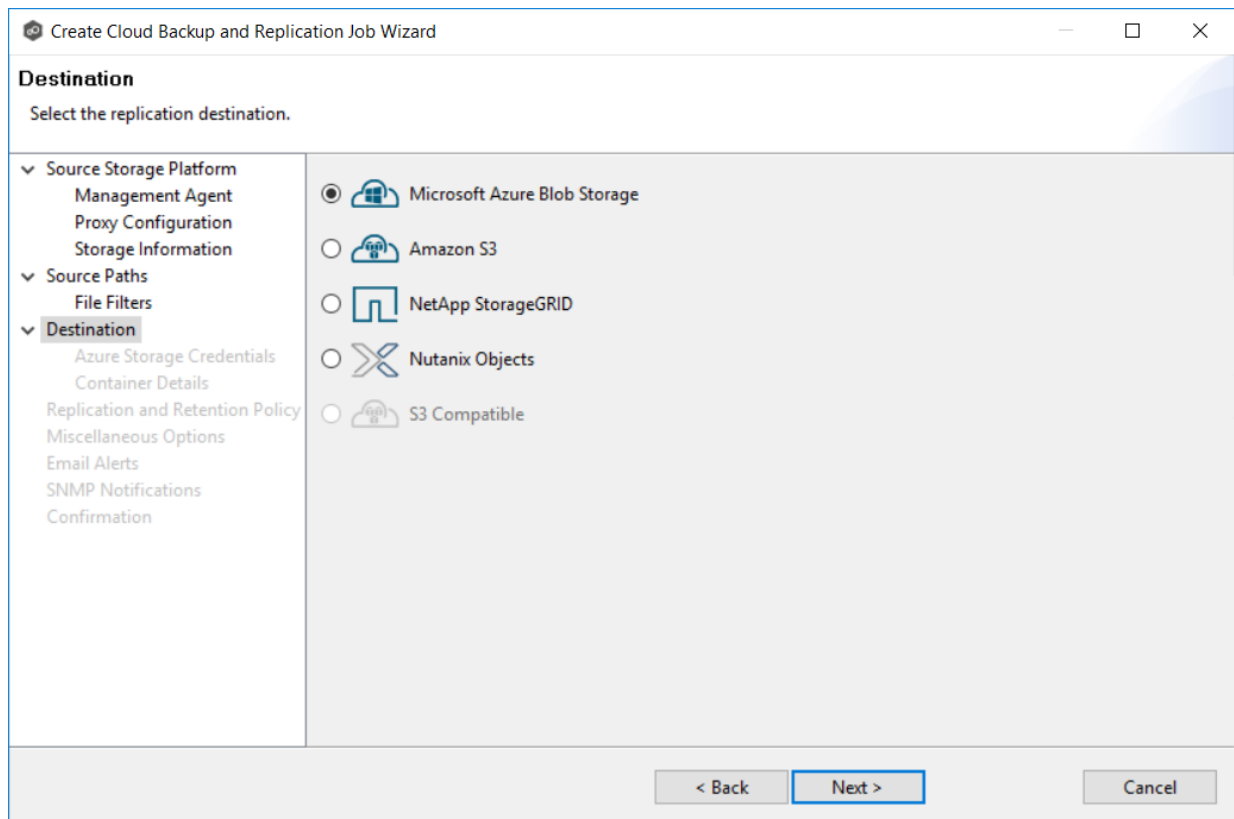 Create Cloud Backup and Replication Job Wizard
Destination
Select the replication destination.
Source Storage Platform
Management Agent
Proxy Configuration
Storage Information
Source Paths
File Filters
Destination
Azure Storage Credentials
Container Details
Replication and Retention Policy
Miscellaneous Options
Email Alerts
SNMP Notifications
Confirmation
Microsoft Azure Blob Storage
Amazon S3
NetApp StorageGRID
Nutanix Objects
S3 Compatible
< Back
Next >
Cancel